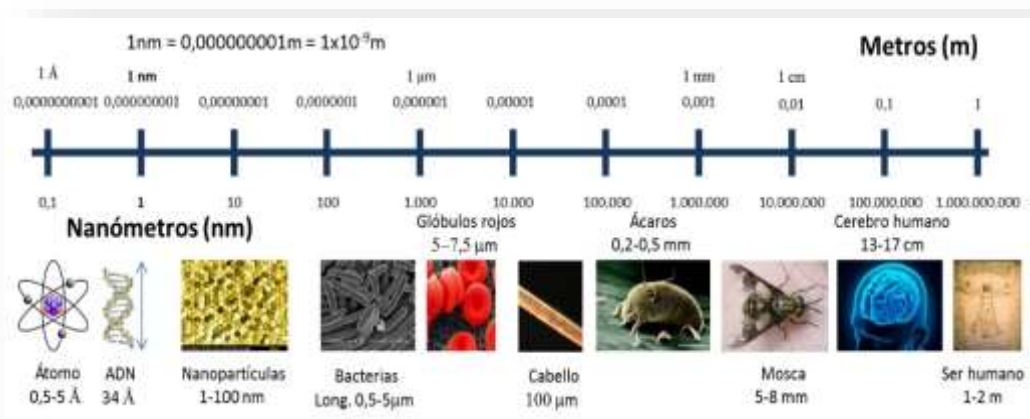 1nm = 0,000000001m = 1x10⁻⁹m
Metros (m)
1 Å 1 nm 1 µm 1 mm 1 cm
0,0000000001 0,000000001 0,00000001 0,0000001 0,000001 0,00001 0,0001 0,001 0,01 0,1 1
0,1 1 10 100 1.000 10.000 100.000 1.000.000 10.000.000 100.000.000 1.000.000.000
Nanómetros (nm)
Glóbulos rojos Ácaros Cerebro humano
5–7,5 µm 0,2-0,5 mm 13-17 cm
Átomo ADN Nanopartículas Bacterias Cabello Mosca Ser humano
0,5-5 Å 34 Å 1-100 nm Long. 0,5-5µm 100 µm 5-8 mm 1-2 m